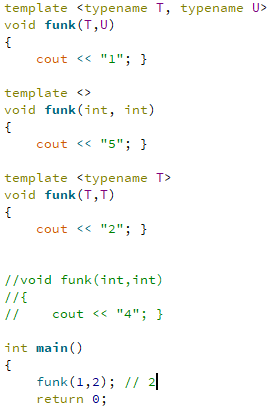 template <typename T, typename U>
void funk(T,U)
{
    cout << "1"; }

template <>
void funk(int, int)
{
    cout << "5"; }

template <typename T>
void funk(T,T)
{
    cout << "2"; }


//void funk(int,int)
//{
//    cout << "4"; }

int main()
{
    funk(1,2); // 2
    return 0;